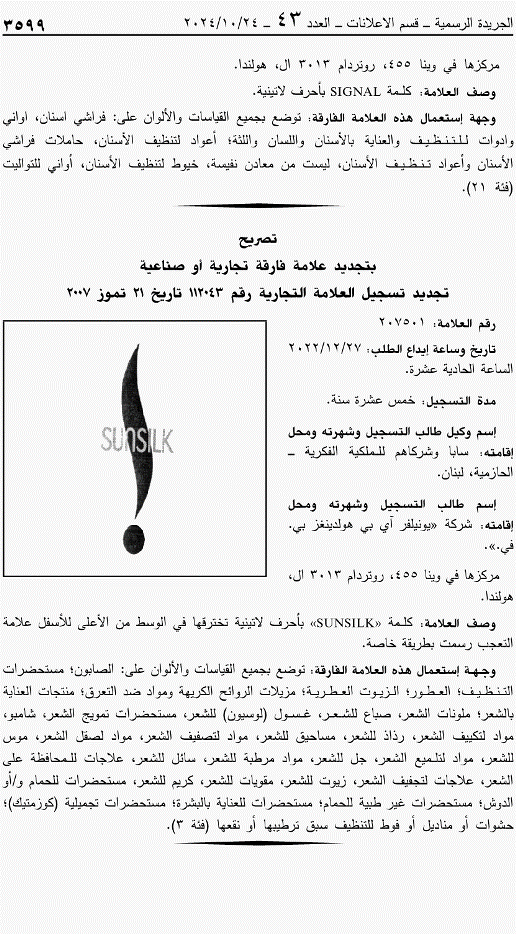 الجريدة الرسمية ــ قسم الاعلانات ــ العدد ٤٣ ــ ٢٠٢٤/١٠/٢٤
٣٥٩٩
مركزها في وينا ٤٥٥، روتردام ٣٠١٣ ال، هولندا.
وصف العلامة: كلمة SIGNAL بأحرف لاتينية.
وجهة إستعمال هذه العلامة الفارقة: توضع بجميع القياسات والألوان على: فراشي اسنان، اواني
وادوات للتنظيف والعناية بالأسنان واللسان واللثة؛ أعواد لتنظيف الأسنان، حاملات فراشي
الأسنان وأعواد تنظيف الأسنان، ليست من معادن نفيسة، خيوط لتنظيف الأسنان، أواني للتواليت
(فئة ٢١).
تصريح
بتجديد علامة فارقة تجارية أو صناعية
تجديد تسجيل العلامة التجارية رقم ١١٢٠٤٣ تاريخ ٢١ تموز ٢٠٠٧
رقم العلامة: ٢٠٧٥٠١
تاريخ وساعة إيداع الطلب: ٢٠٢٢/١٢/٢٧
الساعة الحادية عشرة.
مدة التسجيل: خمس عشرة سنة.
إسم وكيل طالب التسجيل وشهرته ومحل
إقامته: سابا وشركاهم للملكية الفكرية ــ
الحازمية، لبنان.
إسم طالب التسجيل وشهرته ومحل
إقامته: شركة «يونيلفر آي بي هولدينغز بي.
في.».
مركزها في وينا ٤٥٥، روتردام ٣٠١٣ ال،
هولندا.
SUNSILK
وصف العلامة: كلمة «SUNSILK» بأحرف لاتينية تخترقها في الوسط من الأعلى للأسفل علامة
التعجب رسمت بطريقة خاصة.
وجهة إستعمال هذه العلامة الفارقة: توضع بجميع القياسات والألوان على: الصابون؛ مستحضرات
التنظيف؛ العطور؛ الزيوت العطرية؛ مزيلات الروائح الكريهة ومواد ضد التعرق؛ منتجات العناية
بالشعر؛ ملونات الشعر، صباغ للشعر، غسول (لوسيون) للشعر، مستحضرات تمويج الشعر، شامبو،
مواد لتكييف الشعر، رذاذ للشعر، مساحيق للشعر، مواد لتصفيف الشعر، مواد لصقل الشعر، موس
للشعر، مواد لتلميع الشعر، جل للشعر، مواد مرطبة للشعر، سائل للشعر، علاجات للمحافظة على
الشعر، علاجات لتجفيف الشعر، زيوت للشعر، مقويات للشعر، كريم للشعر، مستحضرات للحمام و/أو
الدوش؛ مستحضرات غير طبية للحمام؛ مستحضرات للعناية بالبشرة؛ مستحضرات تجميلية (كوزمتيك)؛
حشوات أو مناديل أو فوط للتنظيف سبق ترطيبها أو نقعها (فئة ٣).